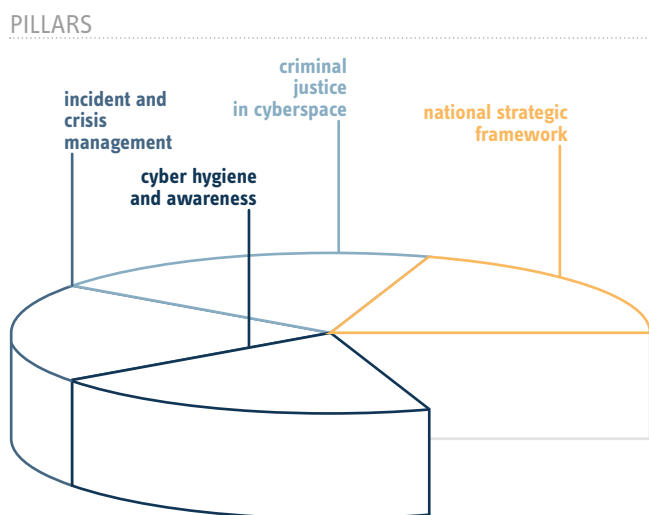 PILLARS
criminal
justice
in cyberspace
incident and
crisis
management
national strategic
framework
cyber hygiene
and awareness